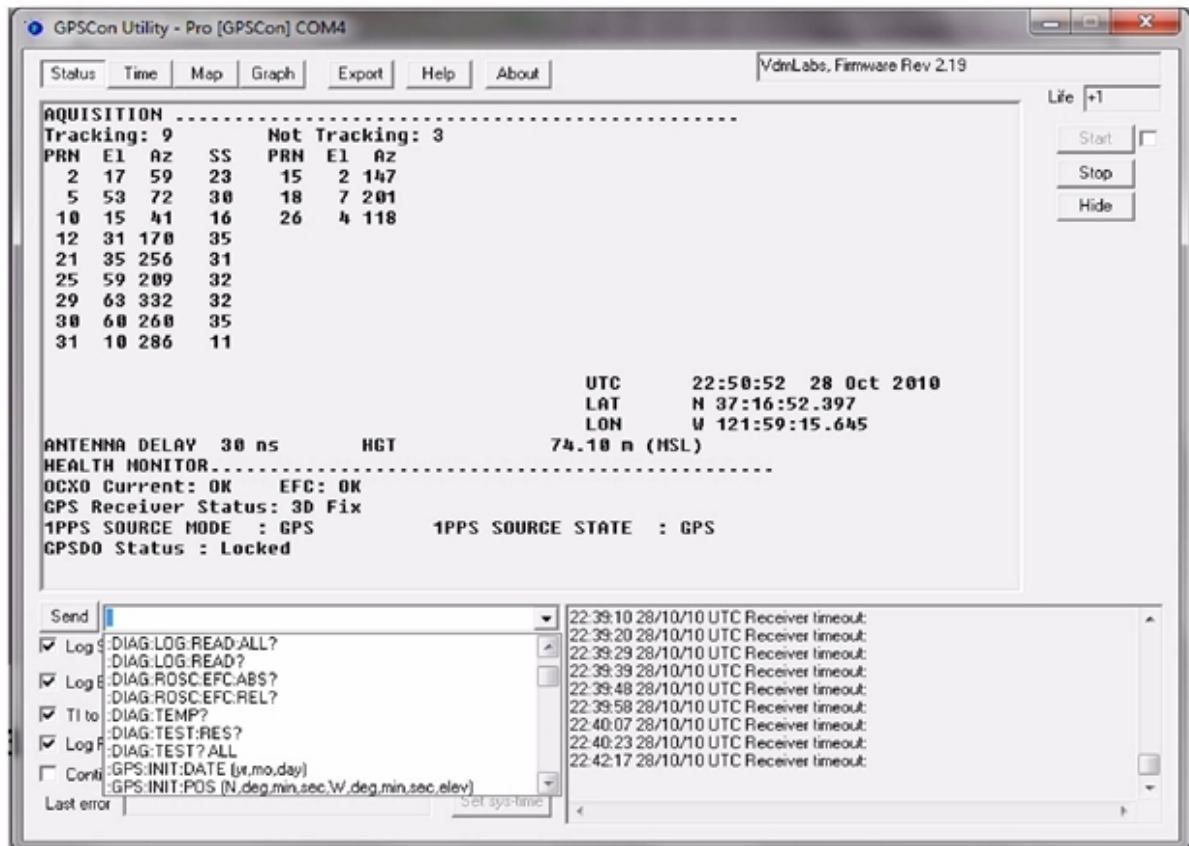 GPSCon Utility - Pro [GPSCon] COM4
Status Time Map Graph Export Help About
VdmLabs, Firmware Rev 2.19
Life +1
Start
Stop
Hide
AQUISITION ...................................................
Tracking: 9 Not Tracking: 3
PRN El Az SS PRN El Az
2 17 59 23 15 2 147
5 53 72 30 18 7 201
10 15 41 16 26 4 118
12 31 170 35
21 35 256 31
25 59 209 32
29 63 332 32
30 60 260 35
31 10 286 11
UTC 22:50:52 28 Oct 2010
LAT N 37:16:52.397
LON W 121:59:15.645
ANTENNA DELAY 30 ns HGT 74.10 m (MSL)
HEALTH MONITOR...................................................
OCXO Current: OK EFC: OK
GPS Receiver Status: 3D Fix
1PPS SOURCE MODE : GPS 1PPS SOURCE STATE : GPS
GPSDO Status : Locked
Send
Log
:DIAG:LOG:READ:ALL?
:DIAG:LOG:READ?
Log
:DIAG:ROSC:EFC:ABS?
:DIAG:ROSC:EFC:REL?
TI to
:DIAG:TEMP?
:DIAG:TEST:RES?
Log
:DIAG:TEST? ALL
:GPS:INIT:DATE (yr,mo,day)
Conti
:GPS:INIT:POS (N,deg,min,sec,W,deg,min,sec,elev)
Last error
Set sys-time
22:39:10 28/10/10 UTC Receiver timeout:
22:39:20 28/10/10 UTC Receiver timeout:
22:39:29 28/10/10 UTC Receiver timeout:
22:39:39 28/10/10 UTC Receiver timeout:
22:39:48 28/10/10 UTC Receiver timeout:
22:39:58 28/10/10 UTC Receiver timeout:
22:40:07 28/10/10 UTC Receiver timeout:
22:40:23 28/10/10 UTC Receiver timeout:
22:42:17 28/10/10 UTC Receiver timeout: